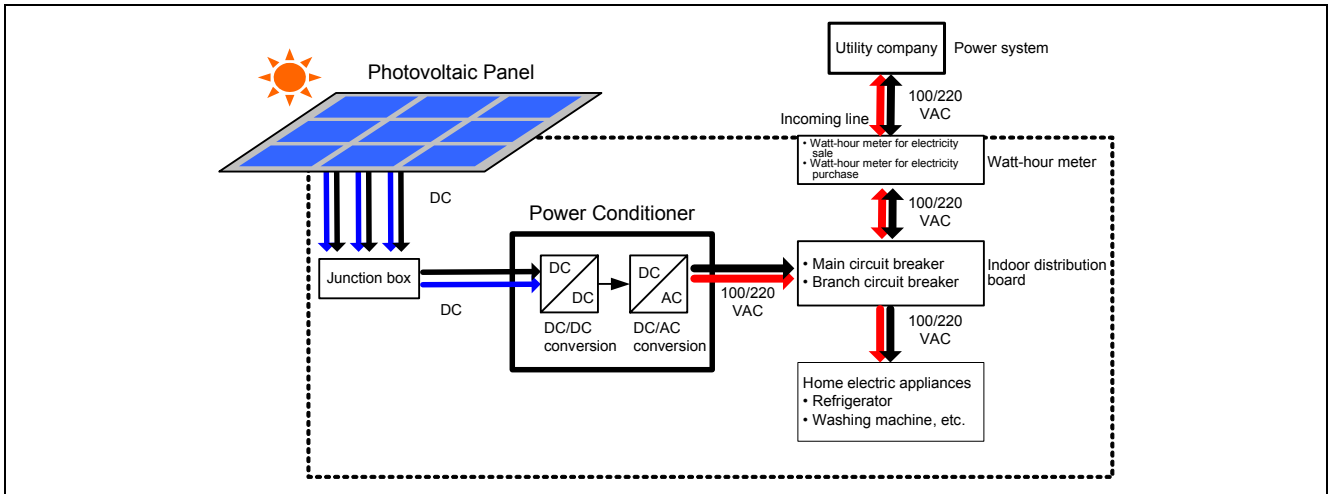 Photovoltaic Panel
Utility company
Power system
100/220
VAC
Incoming line
• Watt-hour meter for electricity
sale
• Watt-hour meter for electricity
purchase
Watt-hour meter
DC
100/220
VAC
Power Conditioner
Junction box
DC
DC
DC
DC
AC
DC/DC
conversion
DC/AC
conversion
100/220
VAC
• Main circuit breaker
• Branch circuit breaker
Indoor distribution
board
100/220
VAC
Home electric appliances
• Refrigerator
• Washing machine, etc.